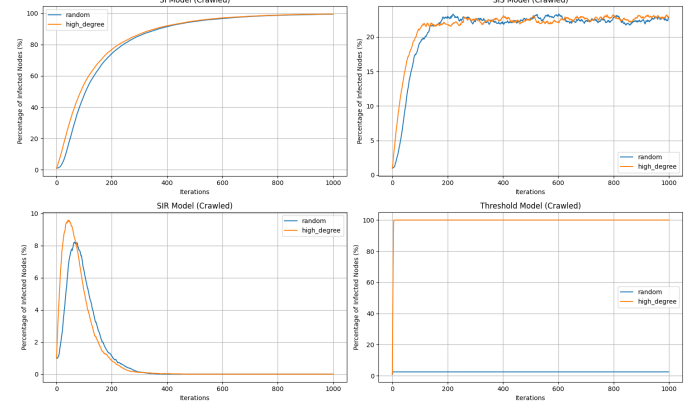 SI Model (Crawled)
Percentage of Infected Nodes (%)
100
80
60
40
20
0
random
high_degree
0 200 400 600 800 1000
Iterations
SIS Model (Crawled)
Percentage of Infected Nodes (%)
20
15
10
5
0
random
high_degree
0 200 400 600 800 1000
Iterations
SIR Model (Crawled)
Percentage of Infected Nodes (%)
10
8
6
4
2
0
random
high_degree
0 200 400 600 800 1000
Iterations
Threshold Model (Crawled)
Percentage of Infected Nodes (%)
100
80
60
40
20
0
random
high_degree
0 200 400 600 800 1000
Iterations